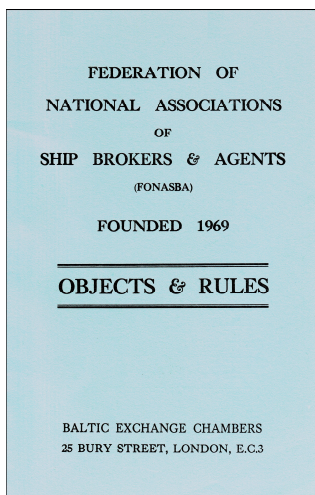 FEDERATION OF
NATIONAL ASSOCIATIONS
OF
SHIP BROKERS & AGENTS
(FONASBA)
FOUNDED 1969
OBJECTS & RULES
BALTIC EXCHANGE CHAMBERS
25 BURY STREET, LONDON, E.C.3